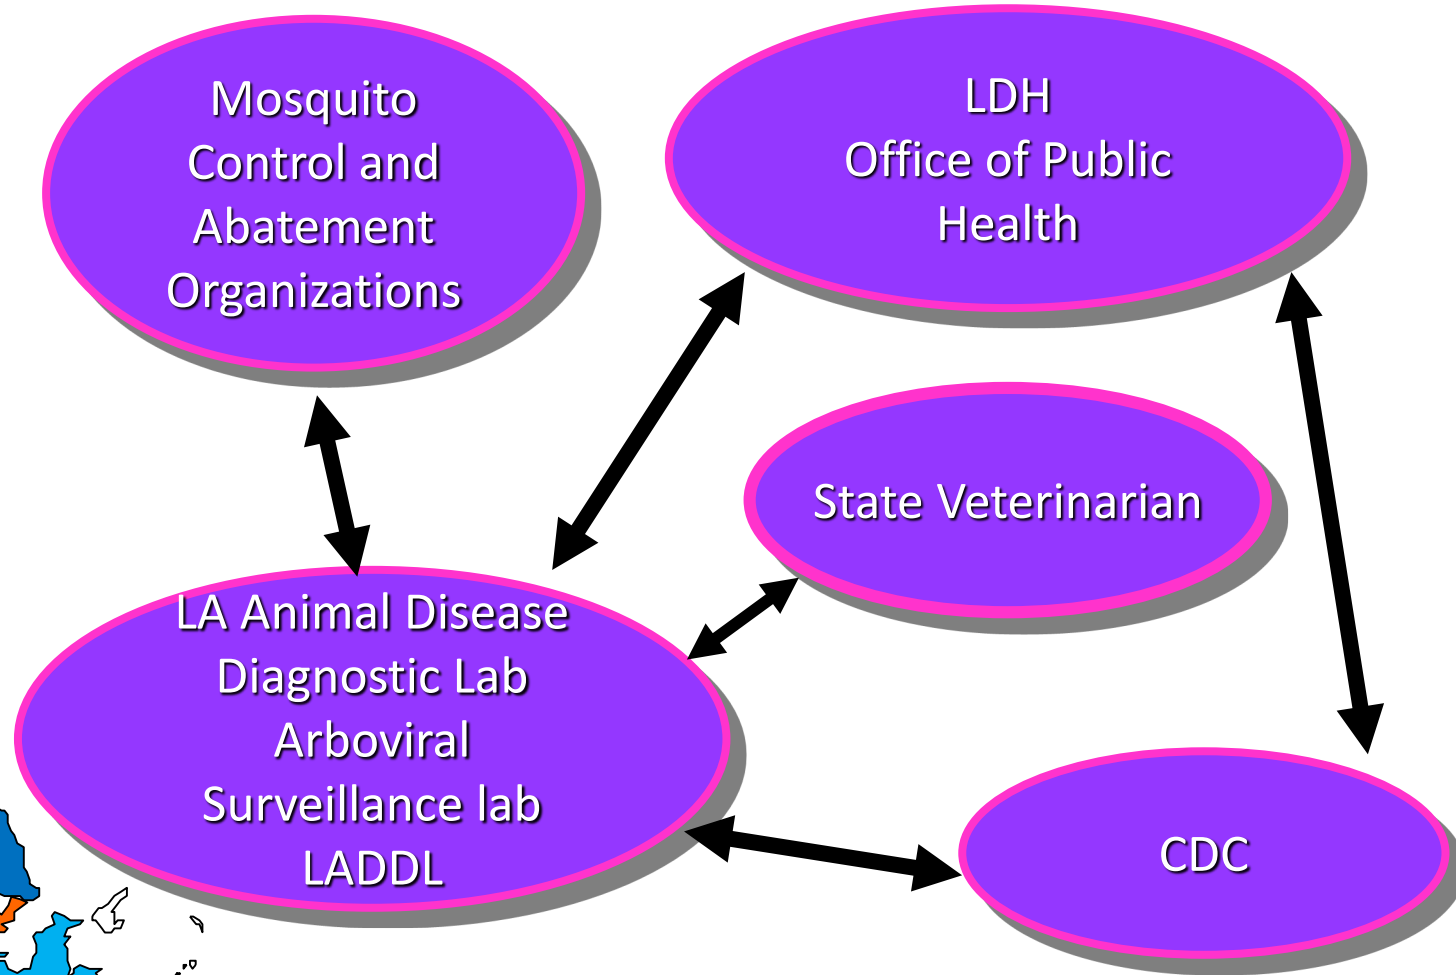 Mosquito
Control and
Abatement
Organizations
LDH
Office of Public
Health
State Veterinarian
LA Animal Disease
Diagnostic Lab
Arboviral
Surveillance lab
LADDL
CDC